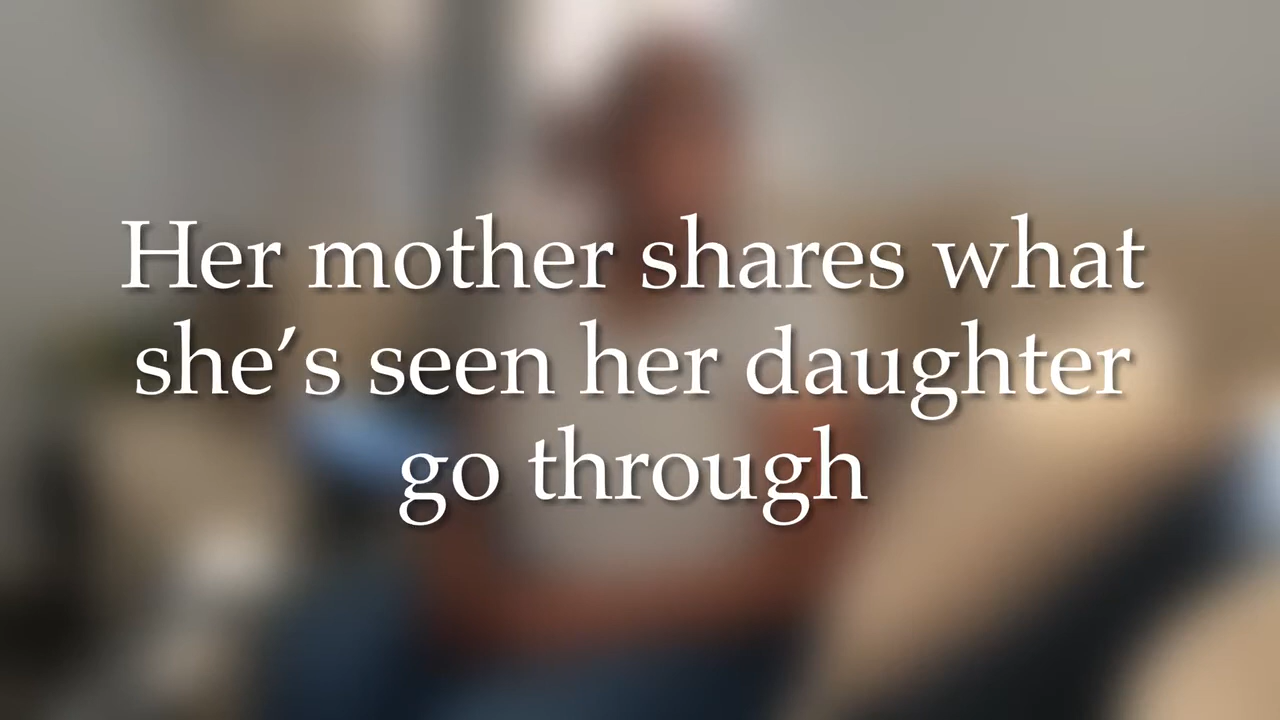 Her mother shares what
she’s seen her daughter
go through